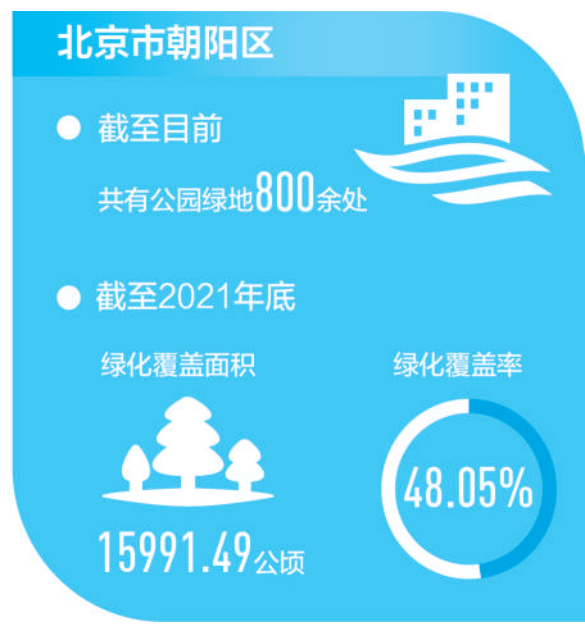 北京市朝阳区
截至目前
共有公园绿地800余处
截至2021年底
绿化覆盖面积
15991.49公顷
绿化覆盖率
48.05%